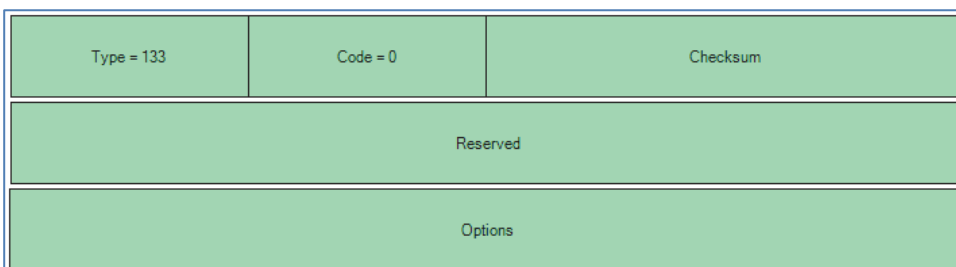 Type = 133 Code = 0 Checksum
Reserved
Options